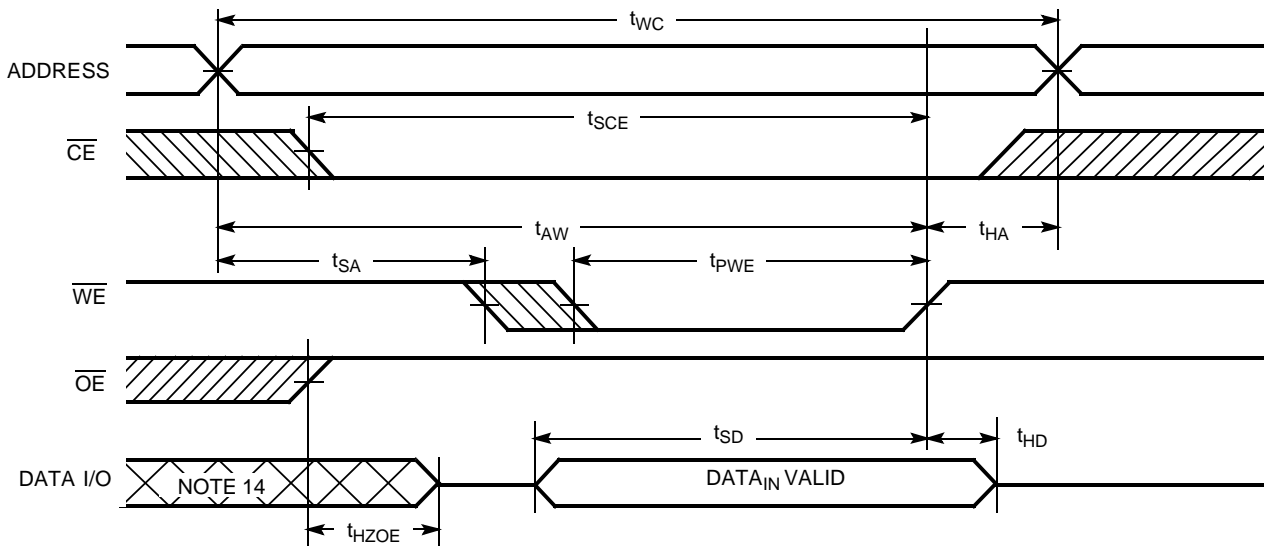 tWC
ADDRESS
tSCE
CE
tAW
tHA
tSA
tPWE
WE
OE
tSD
tHD
DATA I/O
NOTE 14
DATAIN VALID
tHZOE